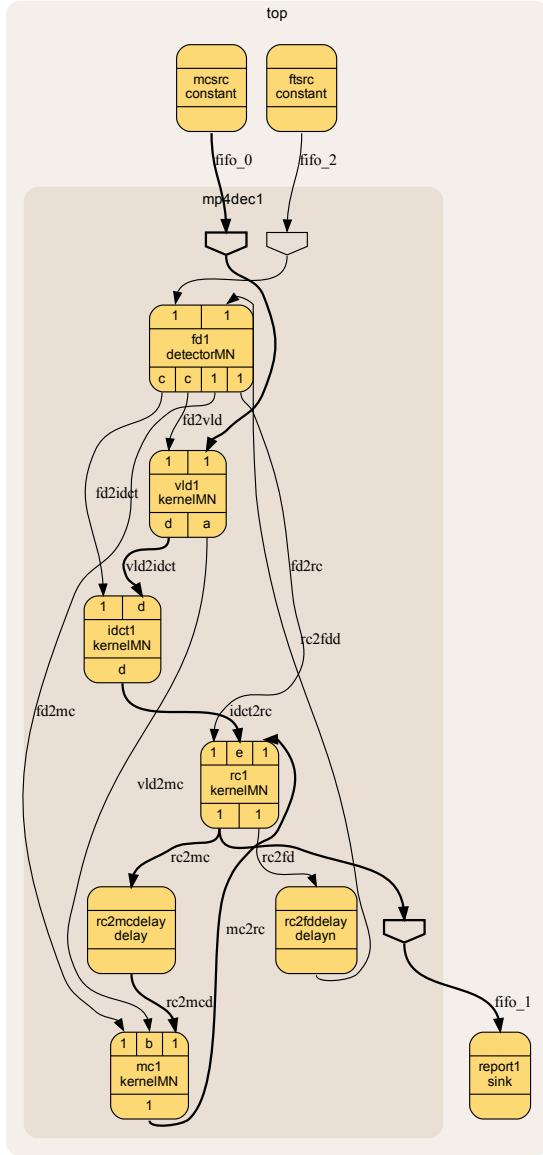 top
mcsrc
constant
ftsrc
constant
fifo_0
fifo_2
mp4dec1
1 1
fd1
detectorMN
c c 1 1
fd2vld
1 1
vld1
kernelMN
d a
fd2idct
vld2idct
fd2rc
1 d
idct1
kernelMN
d
rc2fdd
fd2mc
idct2rc
1 e 1
rc1
kernelMN
1 1
vld2mc
rc2mc
rc2fd
rc2mcdelay
delay
mc2rc
rc2fddelay
delayn
rc2mcd
fifo_1
1 b 1
mc1
kernelMN
1
report1
sink